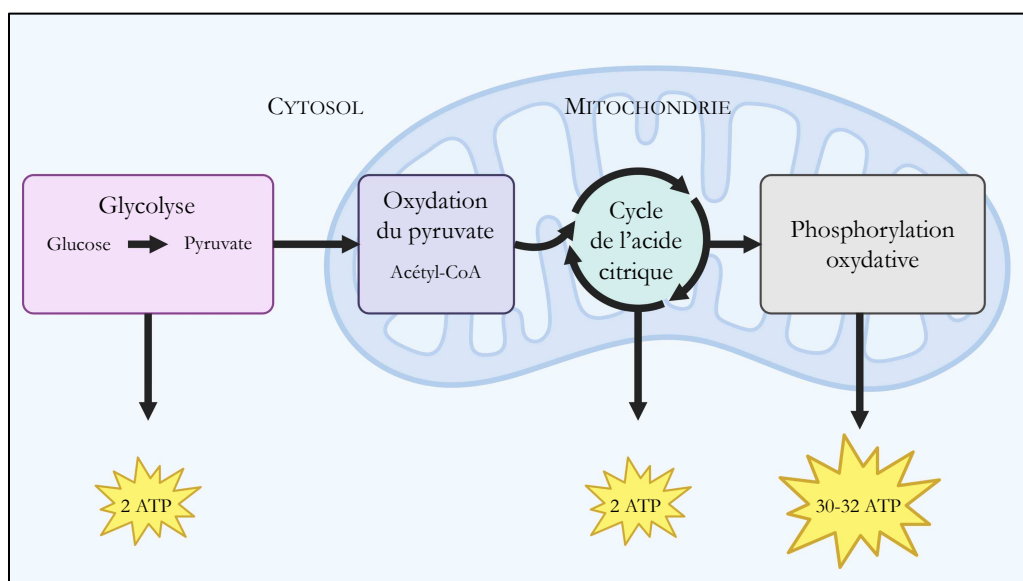 CYTOSOL
MITOCHONDRIE
Glycolyse
Glucose
Pyruvate
Oxydation
du pyruvate
Acétyl-CoA
Cycle
de l’acide
citrique
Phosphorylation
oxydative
2 ATP
2 ATP
30-32 ATP